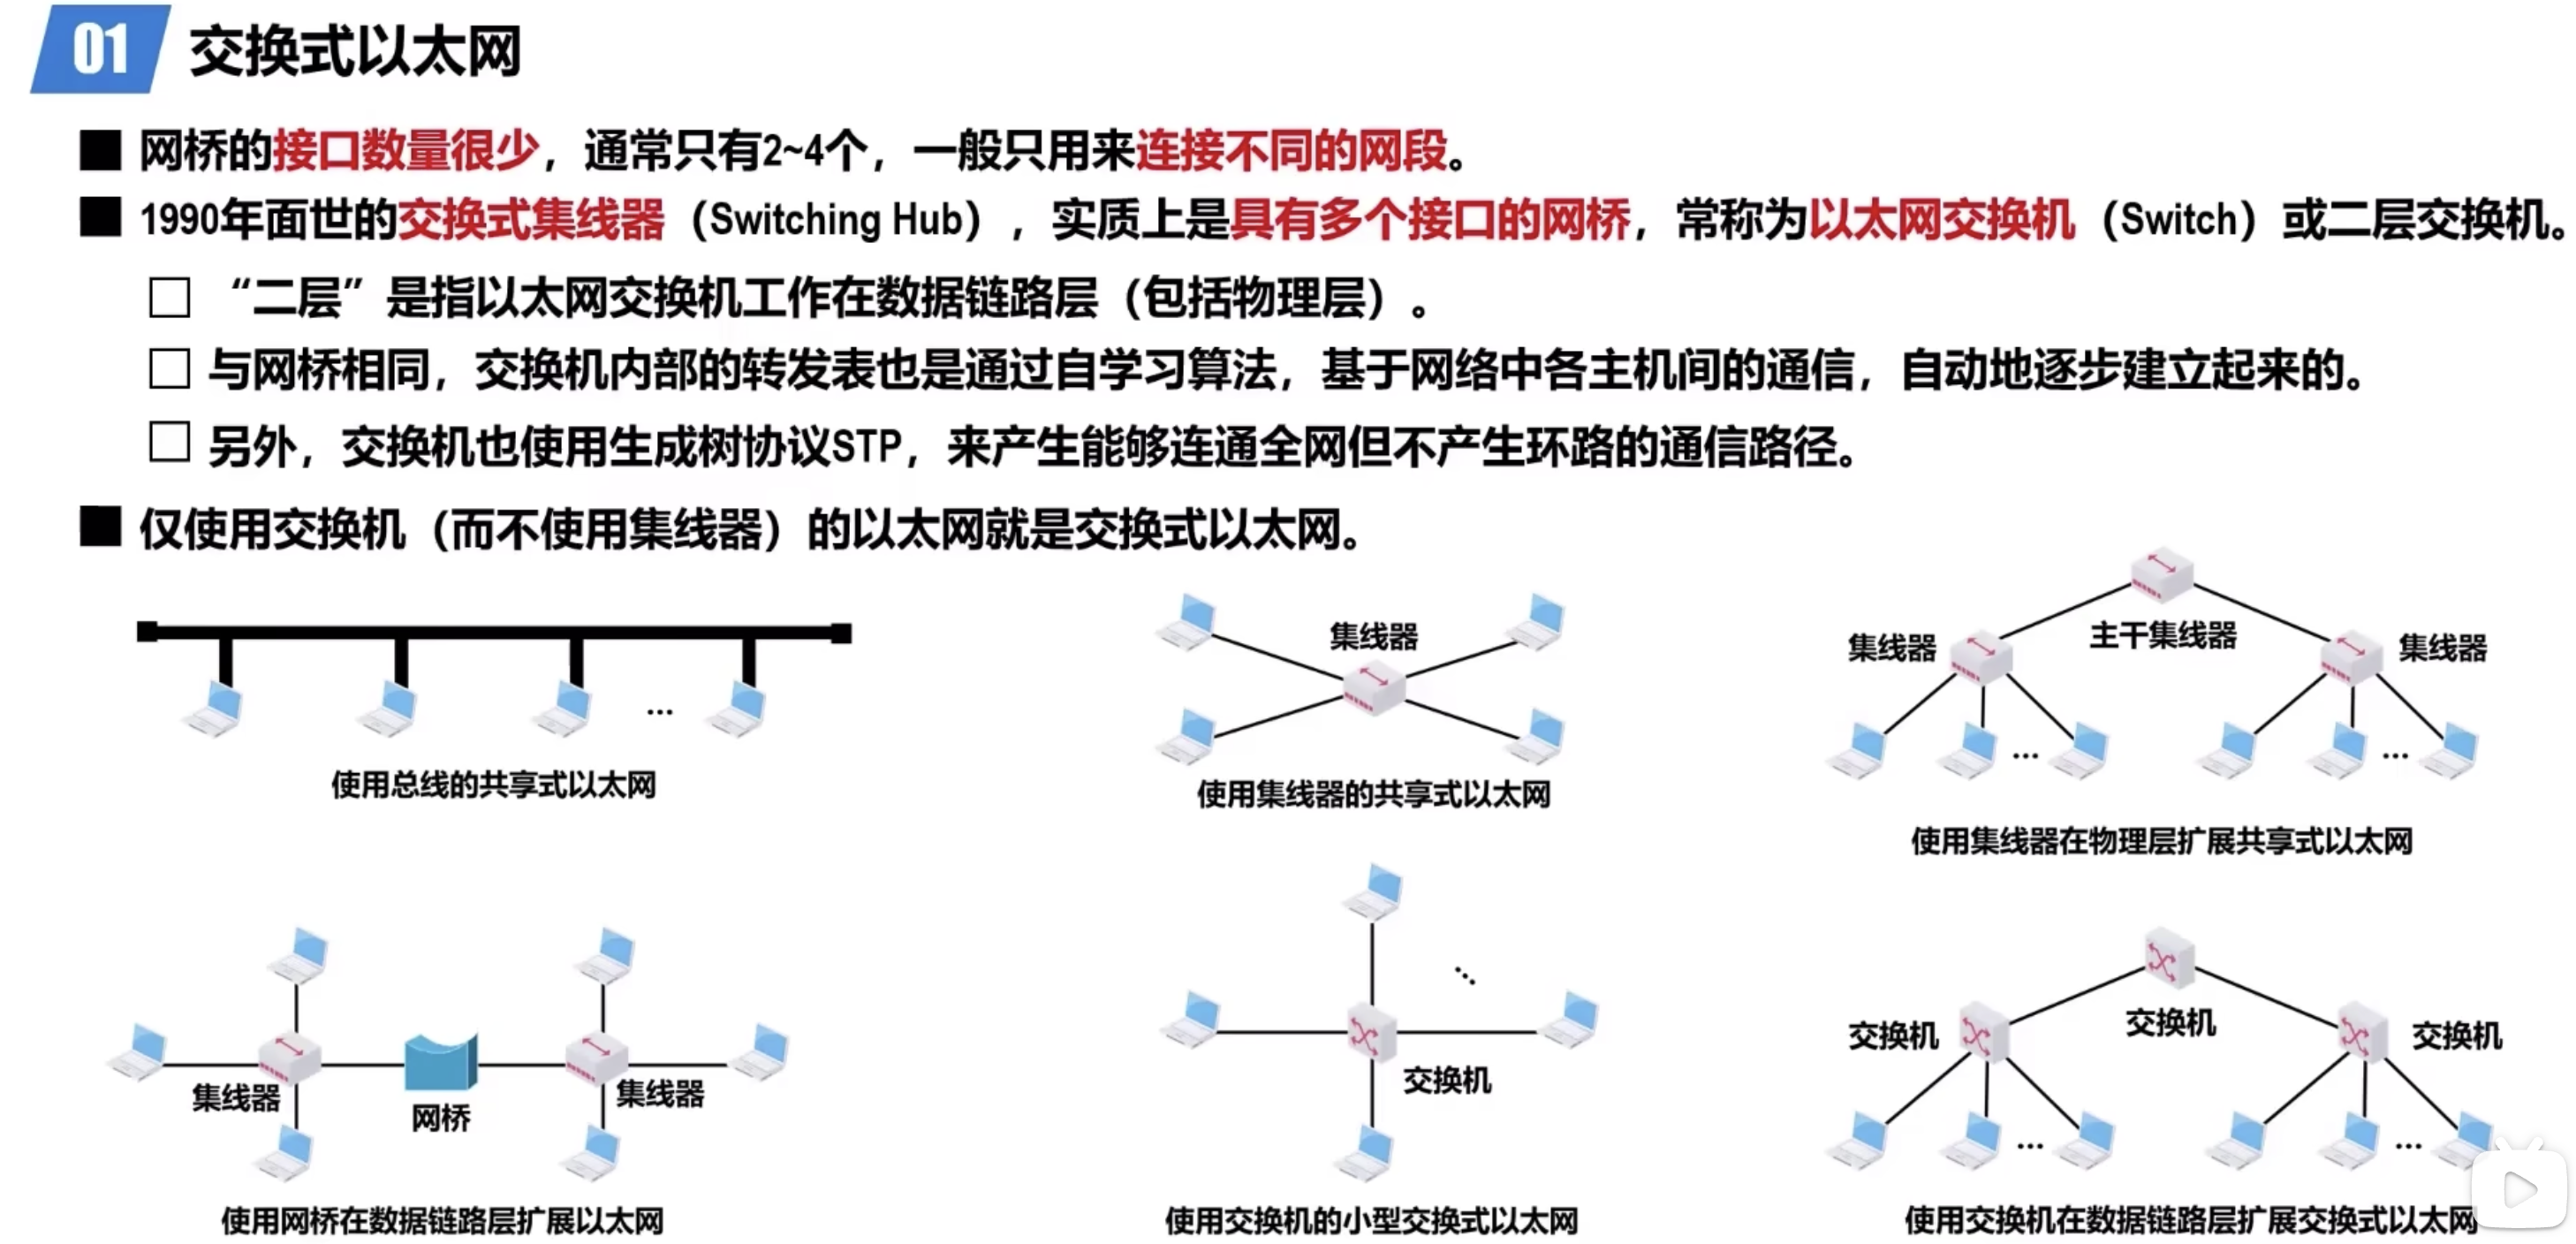 01 交换式以太网
网桥的接口数量很少，通常只有2~4个，一般只用来连接不同的网段。
1990年面世的交换式集线器（Switching Hub），实质上是具有多个接口的网桥，常称为以太网交换机（Switch）或二层交换机。
“二层”是指以太网交换机工作在数据链路层（包括物理层）。
与网桥相同，交换机内部的转发表也是通过自学习算法，基于网络中各主机间的通信，自动地逐步建立起来的。
另外，交换机也使用生成树协议STP，来产生能够连通全网但不产生环路的通信路径。
仅使用交换机（而不使用集线器）的以太网就是交换式以太网。
...
使用总线的共享式以太网
集线器
使用集线器的共享式以太网
主干集线器
集线器
集线器
...
...
使用集线器在物理层扩展共享式以太网
集线器
网桥
集线器
使用网桥在数据链路层扩展以太网
...
交换机
使用交换机的小型交换式以太网
交换机
交换机
交换机
...
...
使用交换机在数据链路层扩展交换式以太网